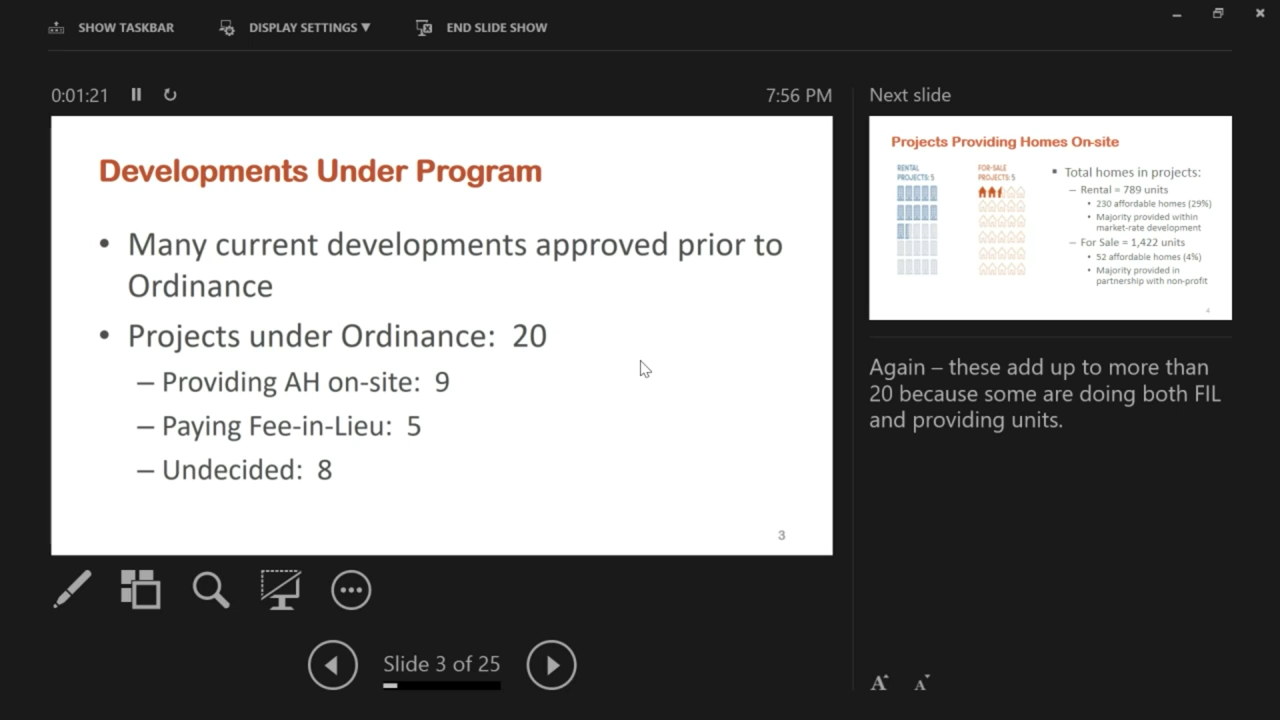 SHOW TASKBAR DISPLAY SETTINGS ▼ END SLIDE SHOW
0:01:21
7:56 PM
Developments Under Program
• Many current developments approved prior to
Ordinance
• Projects under Ordinance: 20
– Providing AH on-site: 9
– Paying Fee-in-Lieu: 5
– Undecided: 8
3
Slide 3 of 25
Next slide
Projects Providing Homes On-site
RENTAL
PROJECTS: 5
FOR-SALE
PROJECTS: 5
▪ Total homes in projects:
– Rental = 789 units
• 230 affordable homes (29%)
• Majority provided within
market-rate development
– For Sale = 1,422 units
• 52 affordable homes (4%)
• Majority provided in
partnership with non-profit
4
Again – these add up to more than
20 because some are doing both FIL
and providing units.
A A